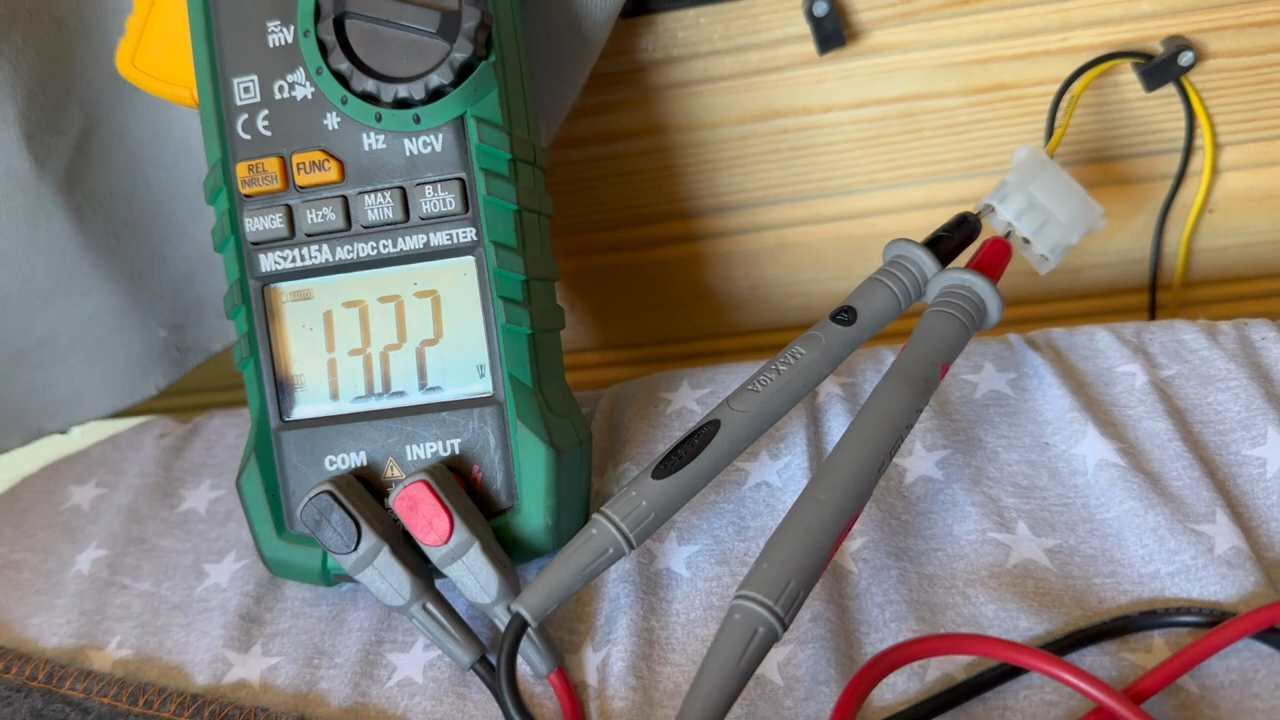 mV
Ω
CE
Hz
NCV
REL
INRUSH
FUNC
RANGE
Hz%
MAX
MIN
B.L.
HOLD
MS2115A AC/DC CLAMP METER
13.22
V
COM
INPUT
MAX 10A